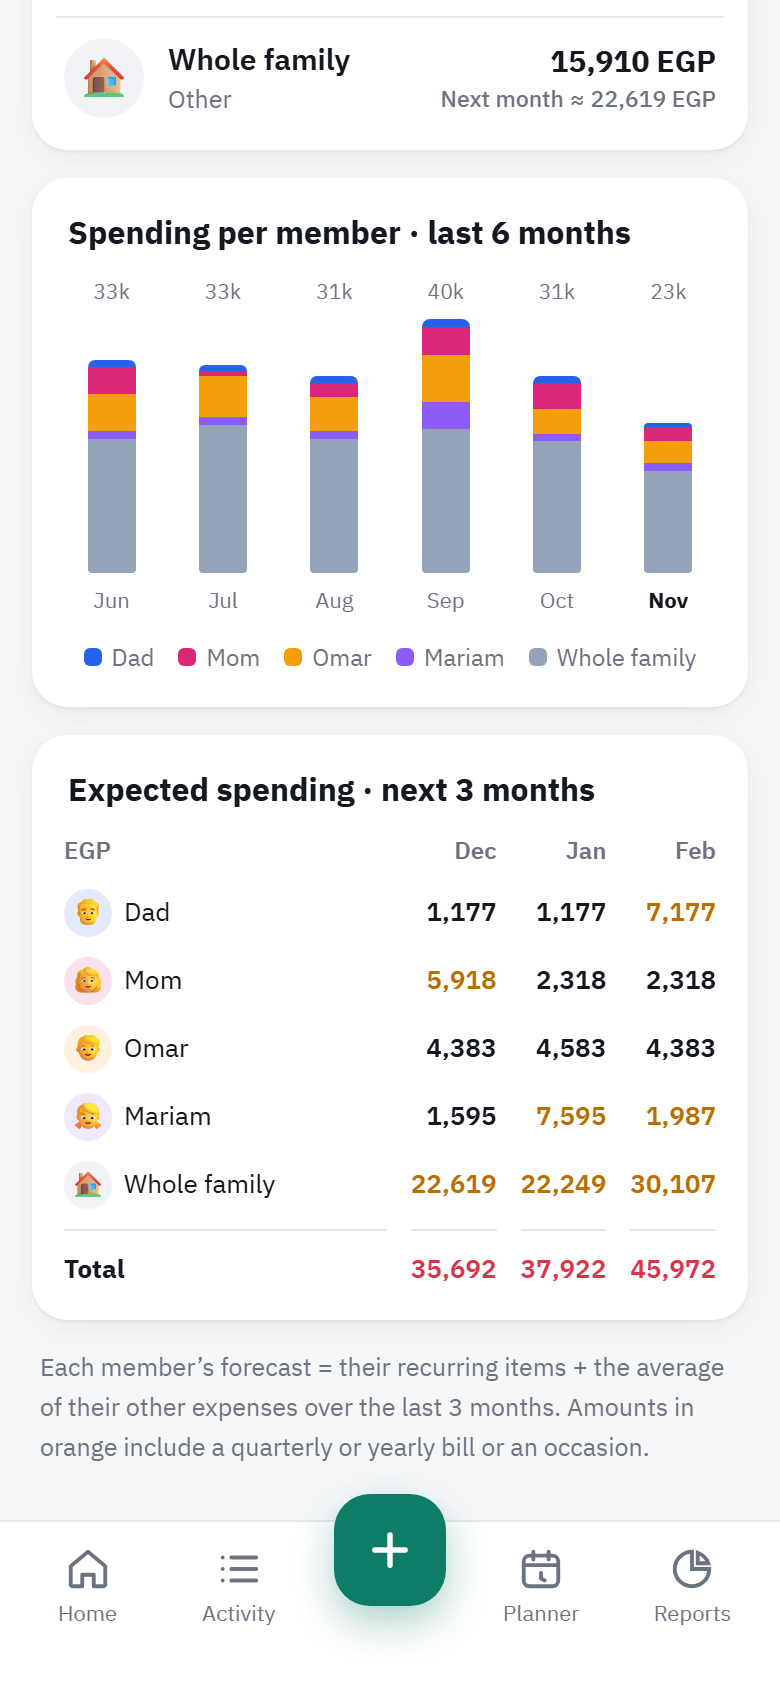 Whole family
15,910 EGP
Other
Next month ≈ 22,619 EGP
Spending per member · last 6 months
33k 33k 31k 40k 31k 23k
Jun Jul Aug Sep Oct Nov
Dad Mom Omar Mariam Whole family
Expected spending · next 3 months
EGP Dec Jan Feb
Dad 1,177 1,177 7,177
Mom 5,918 2,318 2,318
Omar 4,383 4,583 4,383
Mariam 1,595 7,595 1,987
Whole family 22,619 22,249 30,107
Total 35,692 37,922 45,972
Each member’s forecast = their recurring items + the average
of their other expenses over the last 3 months. Amounts in
orange include a quarterly or yearly bill or an occasion.
Home Activity Planner Reports